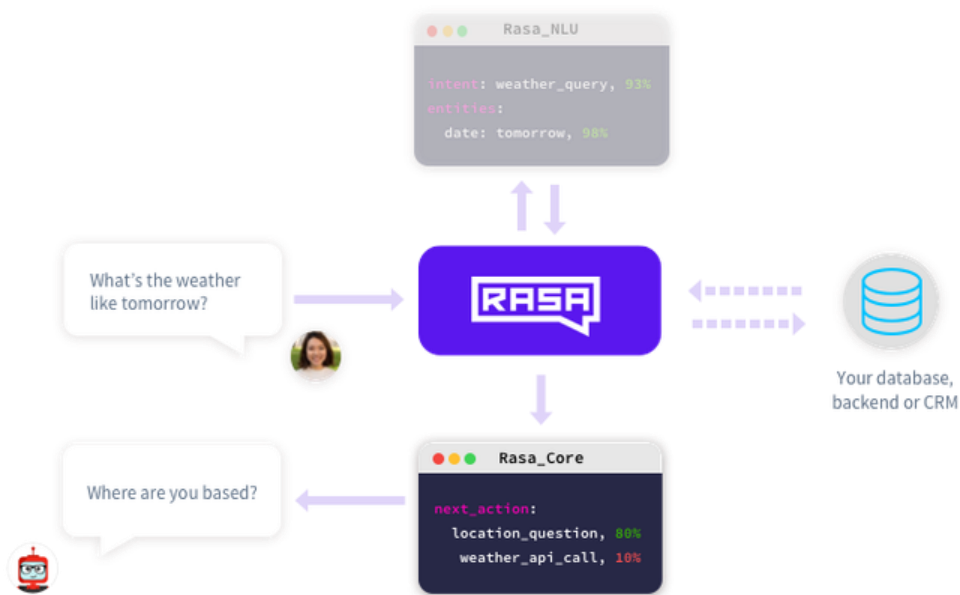 Rasa_NLU
intent: weather_query, 93%
entities:
date: tomorrow, 98%
What's the weather
like tomorrow?
RASA
Your database,
backend or CRM
Rasa_Core
Where are you based?
next_action:
location_question, 80%
weather_api_call, 10%